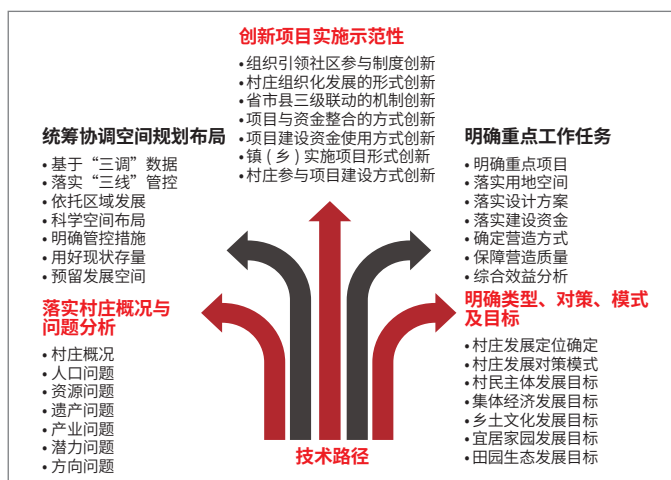 创新项目实施示范性
•组织引领社区参与制度创新
•村庄组织化发展的形式创新
•省市县三级联动的机制创新
•项目与资金整合的方式创新
•项目建设资金使用方式创新
•镇（乡）实施项目形式创新
•村庄参与项目建设方式创新
统筹协调空间规划布局
•基于“三调”数据
•落实“三线”管控
•依托区域发展
•科学空间布局
•明确管控措施
•用好现状存量
•预留发展空间
明确重点工作任务
•明确重点项目
•落实用地空间
•落实设计方案
•落实建设资金
•确定营造方式
•保障营造质量
•综合效益分析
落实村庄概况与
问题分析
•村庄概况
•人口问题
•资源问题
•遗产问题
•产业问题
•潜力问题
•方向问题
明确类型、对策、模式
及目标
•村庄发展定位确定
•村庄发展对策模式
•村民主体发展目标
•集体经济发展目标
•乡土文化发展目标
•宜居家园发展目标
•田园生态发展目标
技术路径